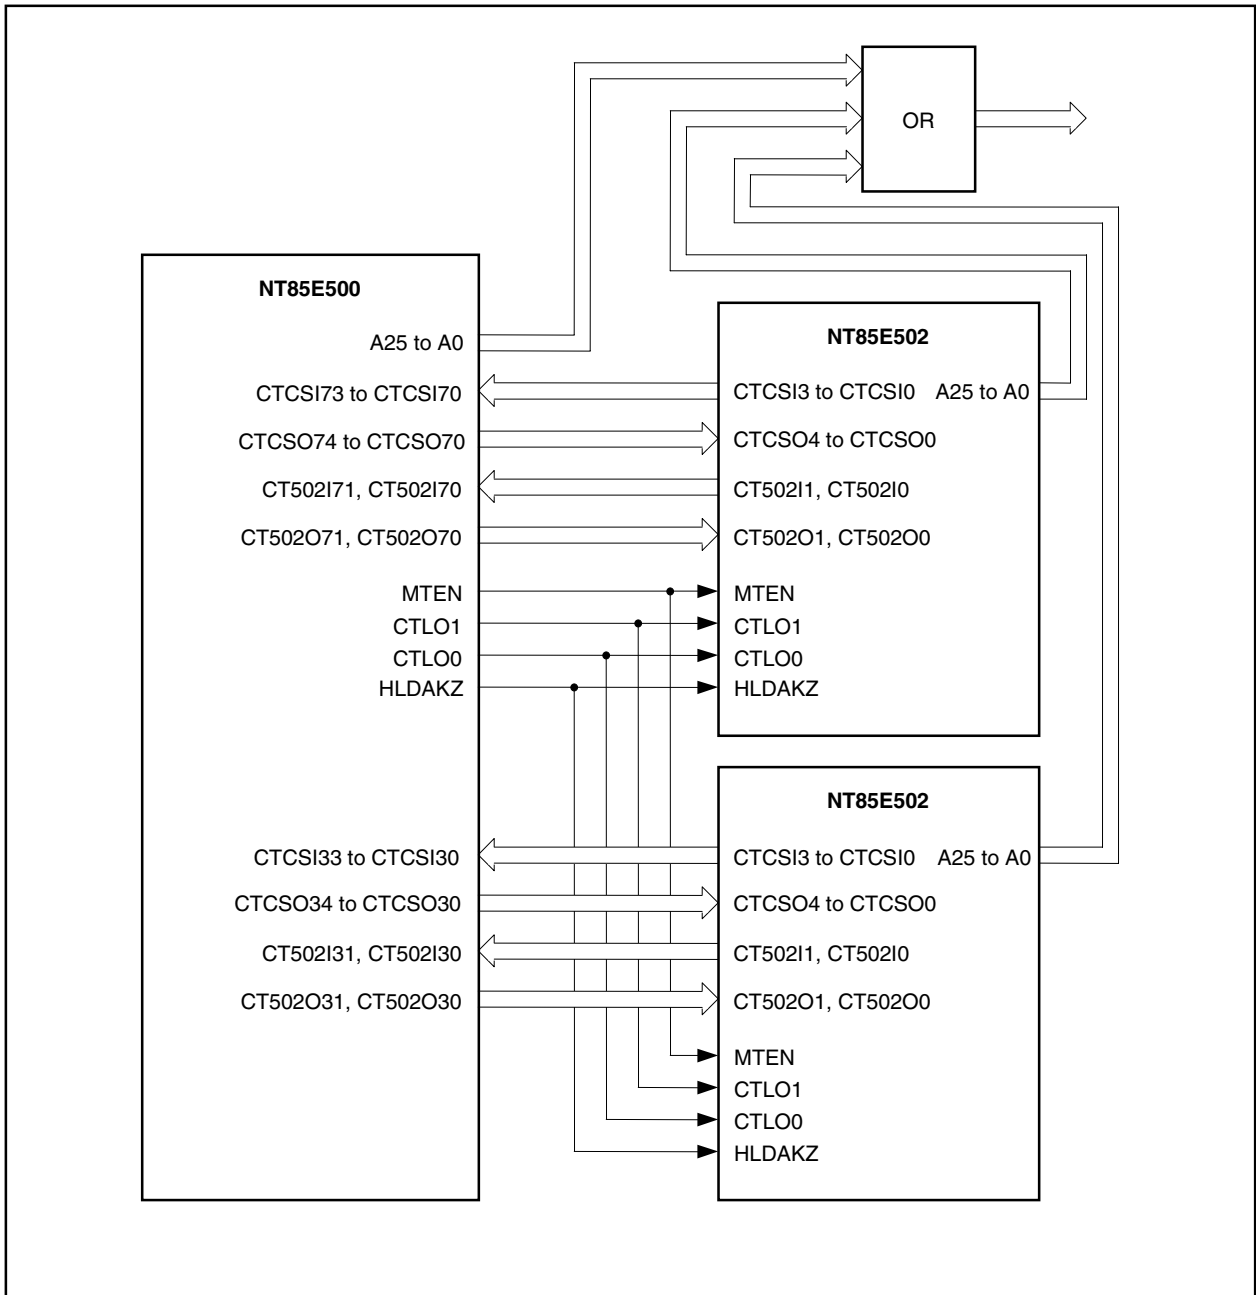 OR
NT85E500
A25 to A0
CTCSI73 to CTCSI70
CTCSO74 to CTCSO70
CT502I71, CT502I70
CT502O71, CT502O70
MTEN
CTLO1
CTLO0
HLDAKZ
CTCSI33 to CTCSI30
CTCSO34 to CTCSO30
CT502I31, CT502I30
CT502O31, CT502O30
NT85E502
CTCSI3 to CTCSI0 A25 to A0
CTCSO4 to CTCSO0
CT502I1, CT502I0
CT502O1, CT502O0
MTEN
CTLO1
CTLO0
HLDAKZ
NT85E502
CTCSI3 to CTCSI0 A25 to A0
CTCSO4 to CTCSO0
CT502I1, CT502I0
CT502O1, CT502O0
MTEN
CTLO1
CTLO0
HLDAKZ